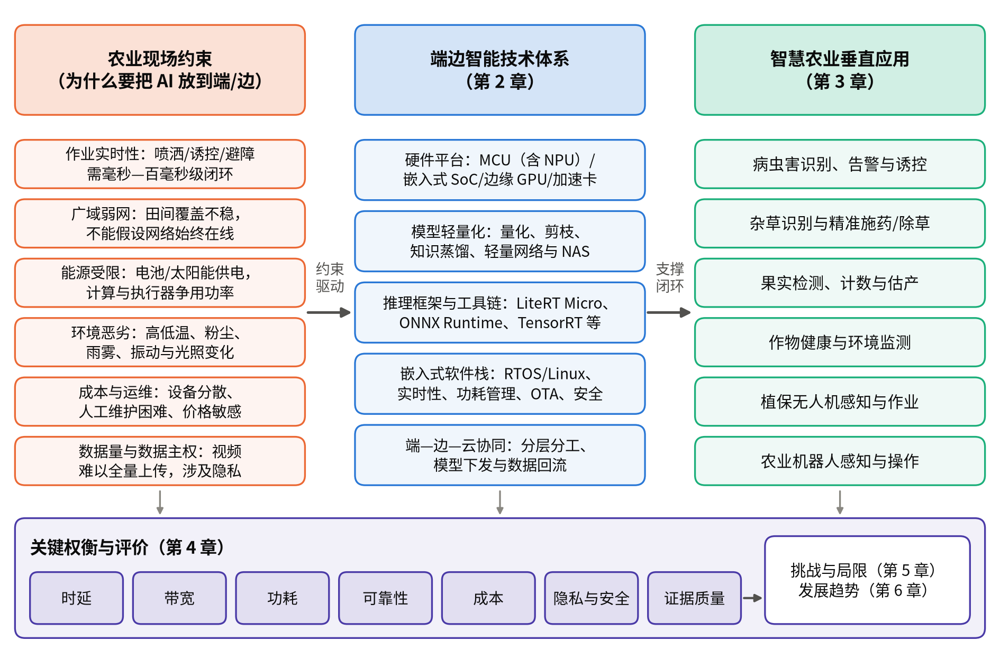 农业现场约束
（为什么要把 AI 放到端/边）
作业实时性：喷洒/诱控/避障
需毫秒—百毫秒级闭环
广域弱网：田间覆盖不稳，
不能假设网络始终在线
能源受限：电池/太阳能供电，
计算与执行器争用功率
环境恶劣：高低温、粉尘、
雨雾、振动与光照变化
成本与运维：设备分散、
人工维护困难、价格敏感
数据量与数据主权：视频
难以全量上传，涉及隐私
约束
驱动
端边智能技术体系
（第 2 章）
硬件平台：MCU（含 NPU）/
嵌入式 SoC/边缘 GPU/加速卡
模型轻量化：量化、剪枝、
知识蒸馏、轻量网络与 NAS
推理框架与工具链：LiteRT Micro、
ONNX Runtime、TensorRT 等
嵌入式软件栈：RTOS/Linux、
实时性、功耗管理、OTA、安全
端—边—云协同：分层分工、
模型下发与数据回流
支撑
闭环
智慧农业垂直应用
（第 3 章）
病虫害识别、告警与诱控
杂草识别与精准施药/除草
果实检测、计数与估产
作物健康与环境监测
植保无人机感知与作业
农业机器人感知与操作
关键权衡与评价（第 4 章）
时延
带宽
功耗
可靠性
成本
隐私与安全
证据质量
挑战与局限（第 5 章）
发展趋势（第 6 章）